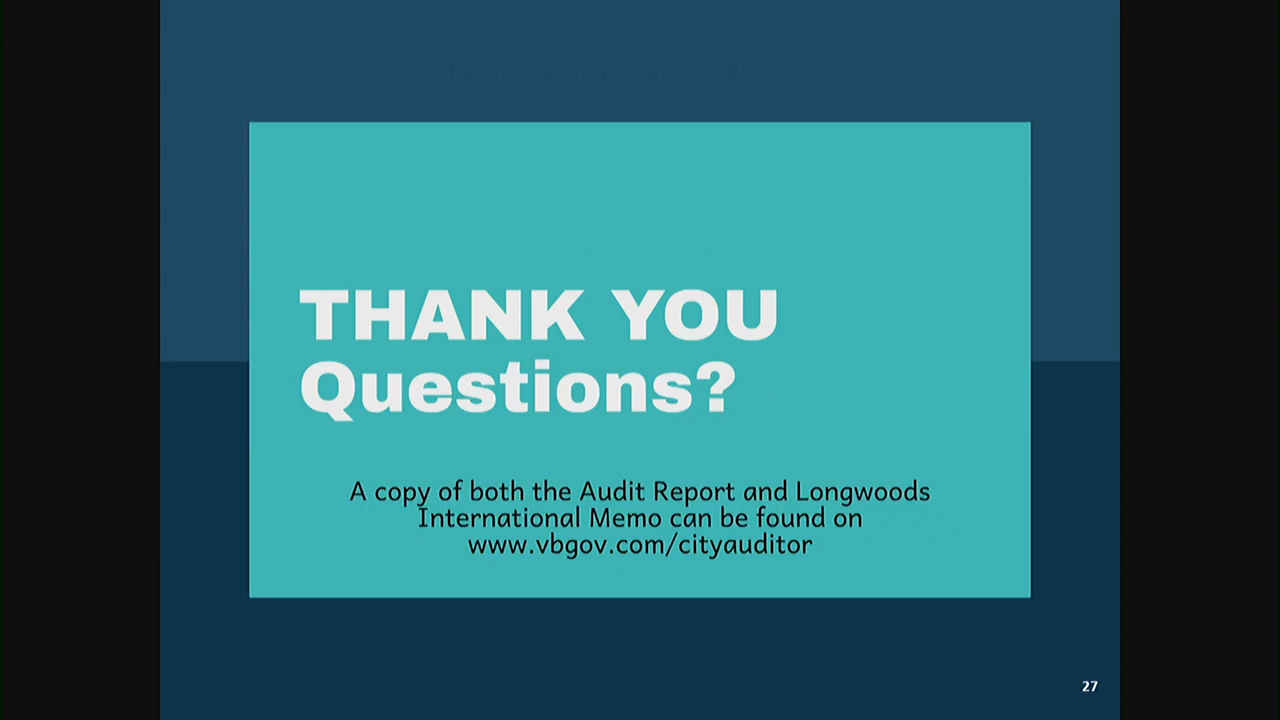 THANK YOU
Questions?
A copy of both the Audit Report and Longwoods
International Memo can be found on
www.vbgov.com/cityauditor
27